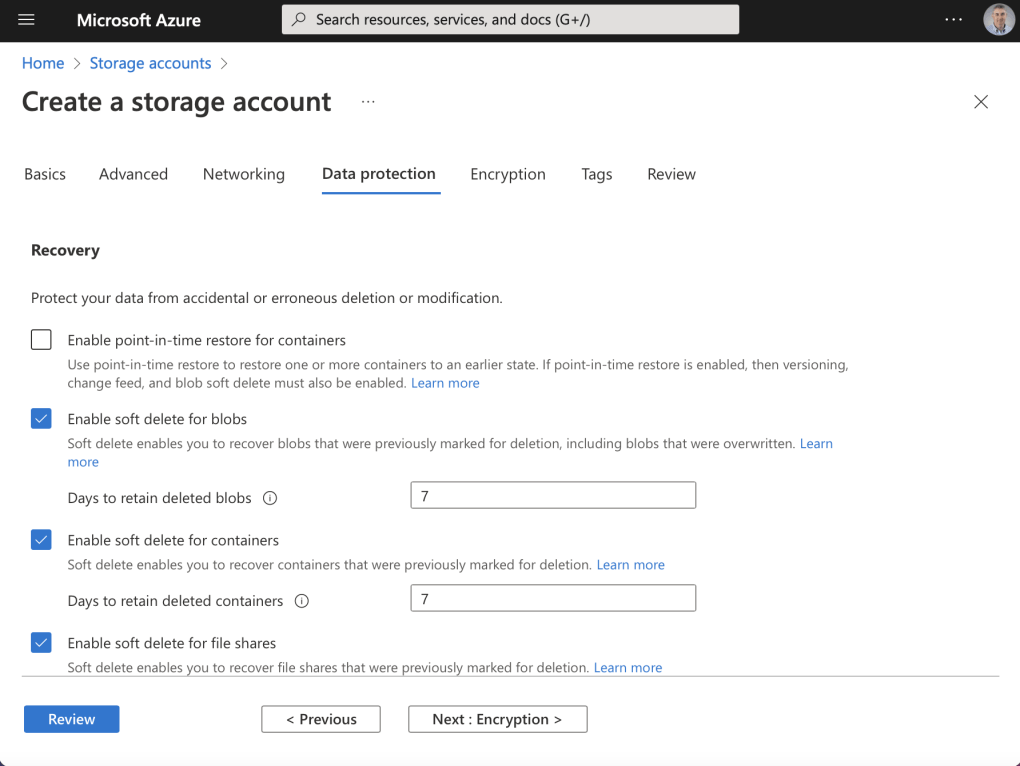 Microsoft Azure
Search resources, services, and docs (G+/)
Home > Storage accounts >
Create a storage account ...
Basics Advanced Networking Data protection Encryption Tags Review
Recovery
Protect your data from accidental or erroneous deletion or modification.
Enable point-in-time restore for containers
Use point-in-time restore to restore one or more containers to an earlier state. If point-in-time restore is enabled, then versioning,
change feed, and blob soft delete must also be enabled. Learn more
Enable soft delete for blobs
Soft delete enables you to recover blobs that were previously marked for deletion, including blobs that were overwritten. Learn
more
Days to retain deleted blobs 7
Enable soft delete for containers
Soft delete enables you to recover containers that were previously marked for deletion. Learn more
Days to retain deleted containers 7
Enable soft delete for file shares
Soft delete enables you to recover file shares that were previously marked for deletion. Learn more
Review < Previous Next : Encryption >